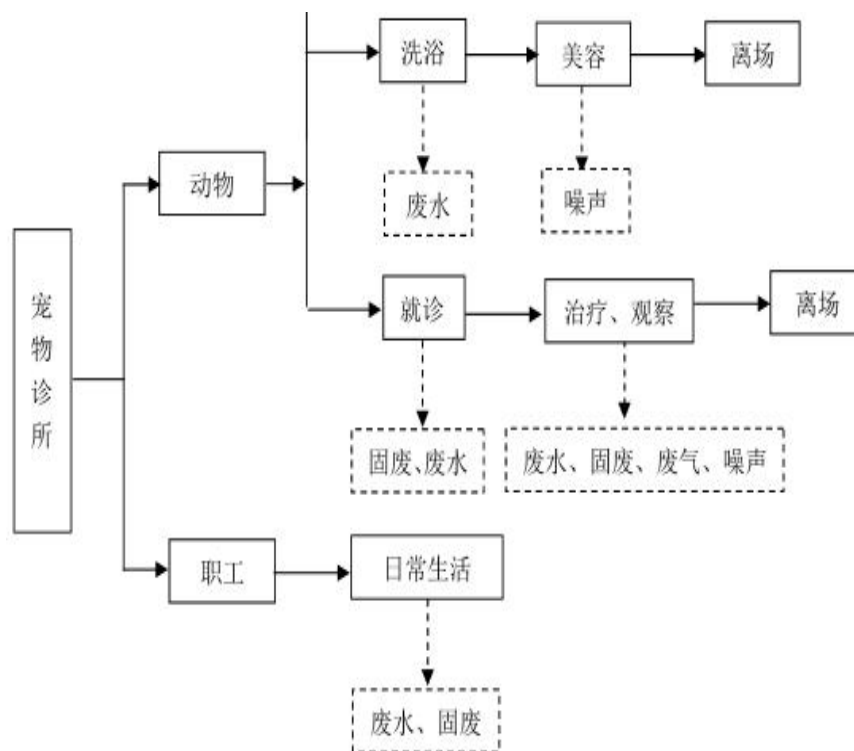 洗浴
美容
离场
动物
废水
噪声
宠物诊所
就诊
治疗、观察
离场
固废、废水
废水、固废、废气、噪声
职工
日常生活
废水、固废